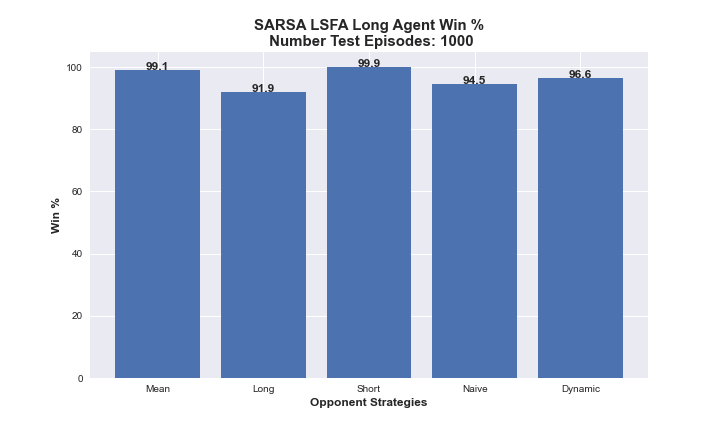 SARSA LSFA Long Agent Win %
Number Test Episodes: 1000
100
80
60
40
20
0
Win %
99.1
91.9
99.9
94.5
96.6
Mean
Long
Short
Naive
Dynamic
Opponent Strategies